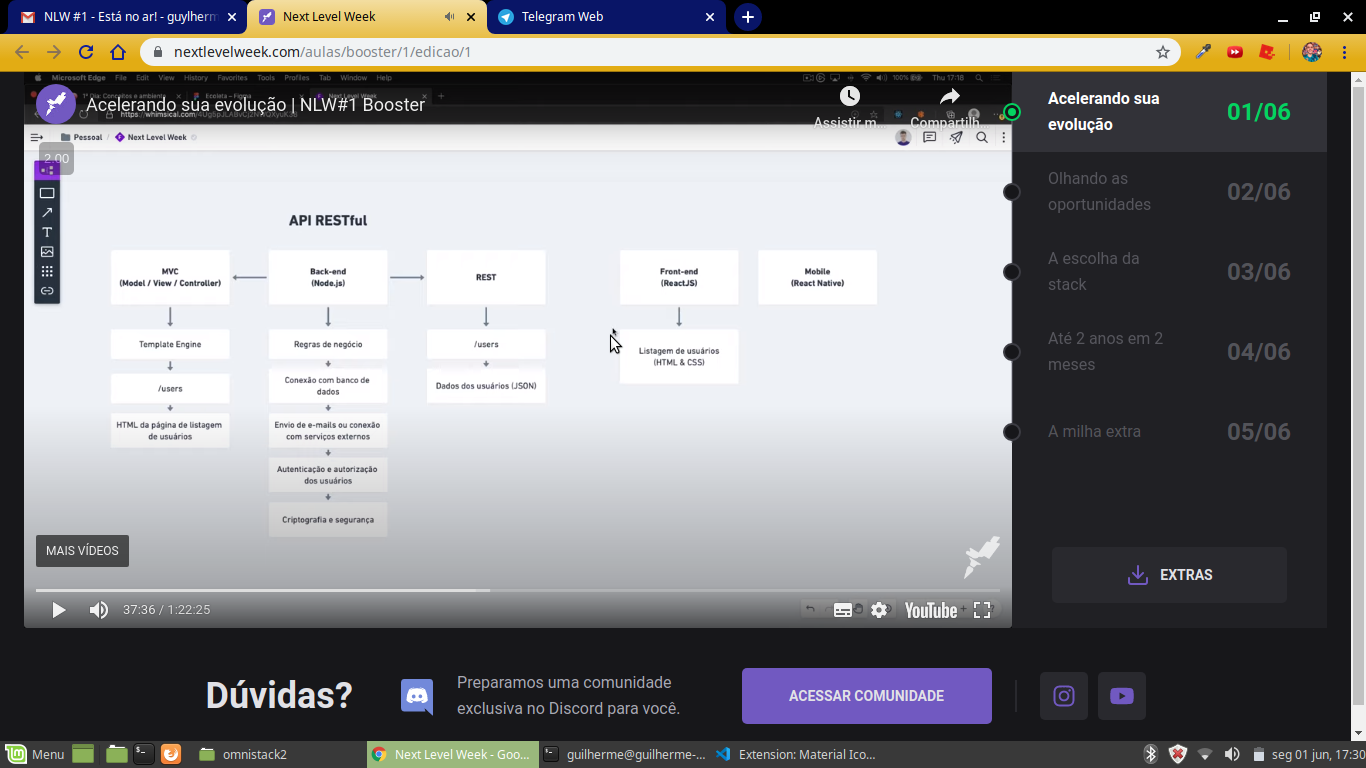 NLW #1 - Está no ar! - guylherm
Next Level Week
Telegram Web
nextlevelweek.com/aulas/booster/1/edicao/1
Microsoft Edge File Edit View History Favorites Tools Profiles Tab Window Help
100% Thu 17:18
Acelerando sua evolução | NLW#1 Booster
Assistir m...
Compartilh...
Pessoal / Next Level Week
2.00
API RESTful
MVC
(Model / View / Controller)
Back-end
(Node.js)
REST
Front-end
(ReactJS)
Mobile
(React Native)
Template Engine
Regras de negócio
/users
Listagem de usuários
(HTML & CSS)
/users
Conexão com banco de
dados
Dados dos usuários (JSON)
HTML da página de listagem
de usuários
Envio de e-mails ou conexão
com serviços externos
Autenticação e autorização
dos usuários
Criptografia e segurança
MAIS VÍDEOS
37:36 / 1:22:25
YouTube
Acelerando sua
evolução
01/06
Olhando as
oportunidades
02/06
A escolha da
stack
03/06
Até 2 anos em 2
meses
04/06
A milha extra
05/06
EXTRAS
Dúvidas?
Preparamos uma comunidade
exclusiva no Discord para você.
ACESSAR COMUNIDADE
Menu
omnistack2
Next Level Week - Goo...
guilherme@guilherme-...
Extension: Material Ico...
seg 01 jun, 17:30